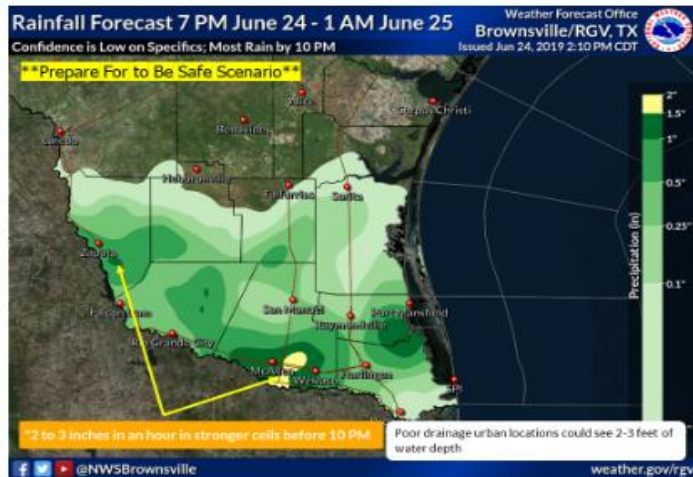 Rainfall Forecast 7 PM June 24 - 1 AM June 25
Confidence is Low on Specifics; Most Rain by 10 PM
Weather Forecast Office
Brownsville/RGV, TX
Issued Jun 24, 2019 2:10 PM CDT
**Prepare For to Be Safe Scenario**
Alice
Corpus Christi
Benavides
Laredo
Hebbronville
Falfurrias
Sarita
Zapata
Falcon Dam
San Manuel
Port Mansfield
Raymondville
Rio Grande City
McAllen
Weslaco
Harlingen
SPI
2"
1.5"
1"
0.5"
0.25"
0.1"
Precipitation (in)
*2 to 3 inches in an hour in stronger cells before 10 PM
Poor drainage urban locations could see 2-3 feet of
water depth
@NWSBrownsville
weather.gov/rgv